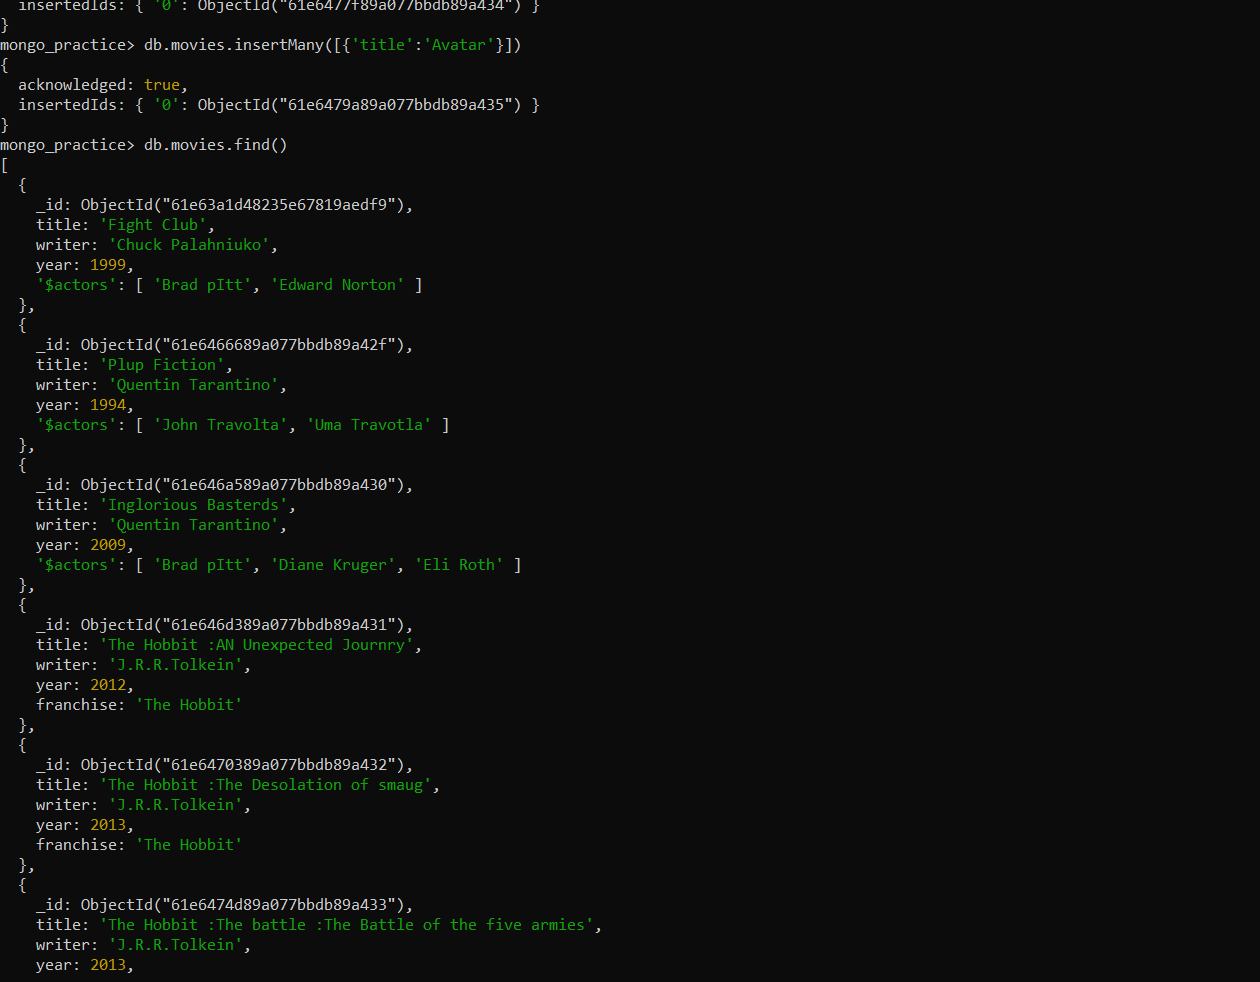 insertedIds: { '0': ObjectId("61e6477f89a077bbdb89a434") }
}
mongo_practice> db.movies.insertMany([{'title':'Avatar'}])
{
  acknowledged: true,
  insertedIds: { '0': ObjectId("61e6479a89a077bbdb89a435") }
}
mongo_practice> db.movies.find()
[
  {
    _id: ObjectId("61e63a1d48235e67819aedf9"),
    title: 'Fight Club',
    writer: 'Chuck Palahniuko',
    year: 1999,
    '$actors': [ 'Brad pItt', 'Edward Norton' ]
  },
  {
    _id: ObjectId("61e6466689a077bbdb89a42f"),
    title: 'Plup Fiction',
    writer: 'Quentin Tarantino',
    year: 1994,
    '$actors': [ 'John Travolta', 'Uma Travotla' ]
  },
  {
    _id: ObjectId("61e646a589a077bbdb89a430"),
    title: 'Inglorious Basterds',
    writer: 'Quentin Tarantino',
    year: 2009,
    '$actors': [ 'Brad pItt', 'Diane Kruger', 'Eli Roth' ]
  },
  {
    _id: ObjectId("61e646d389a077bbdb89a431"),
    title: 'The Hobbit :AN Unexpected Journry',
    writer: 'J.R.R.Tolkein',
    year: 2012,
    franchise: 'The Hobbit'
  },
  {
    _id: ObjectId("61e6470389a077bbdb89a432"),
    title: 'The Hobbit :The Desolation of smaug',
    writer: 'J.R.R.Tolkein',
    year: 2013,
    franchise: 'The Hobbit'
  },
  {
    _id: ObjectId("61e6474d89a077bbdb89a433"),
    title: 'The Hobbit :The battle :The Battle of the five armies',
    writer: 'J.R.R.Tolkein',
    year: 2013,